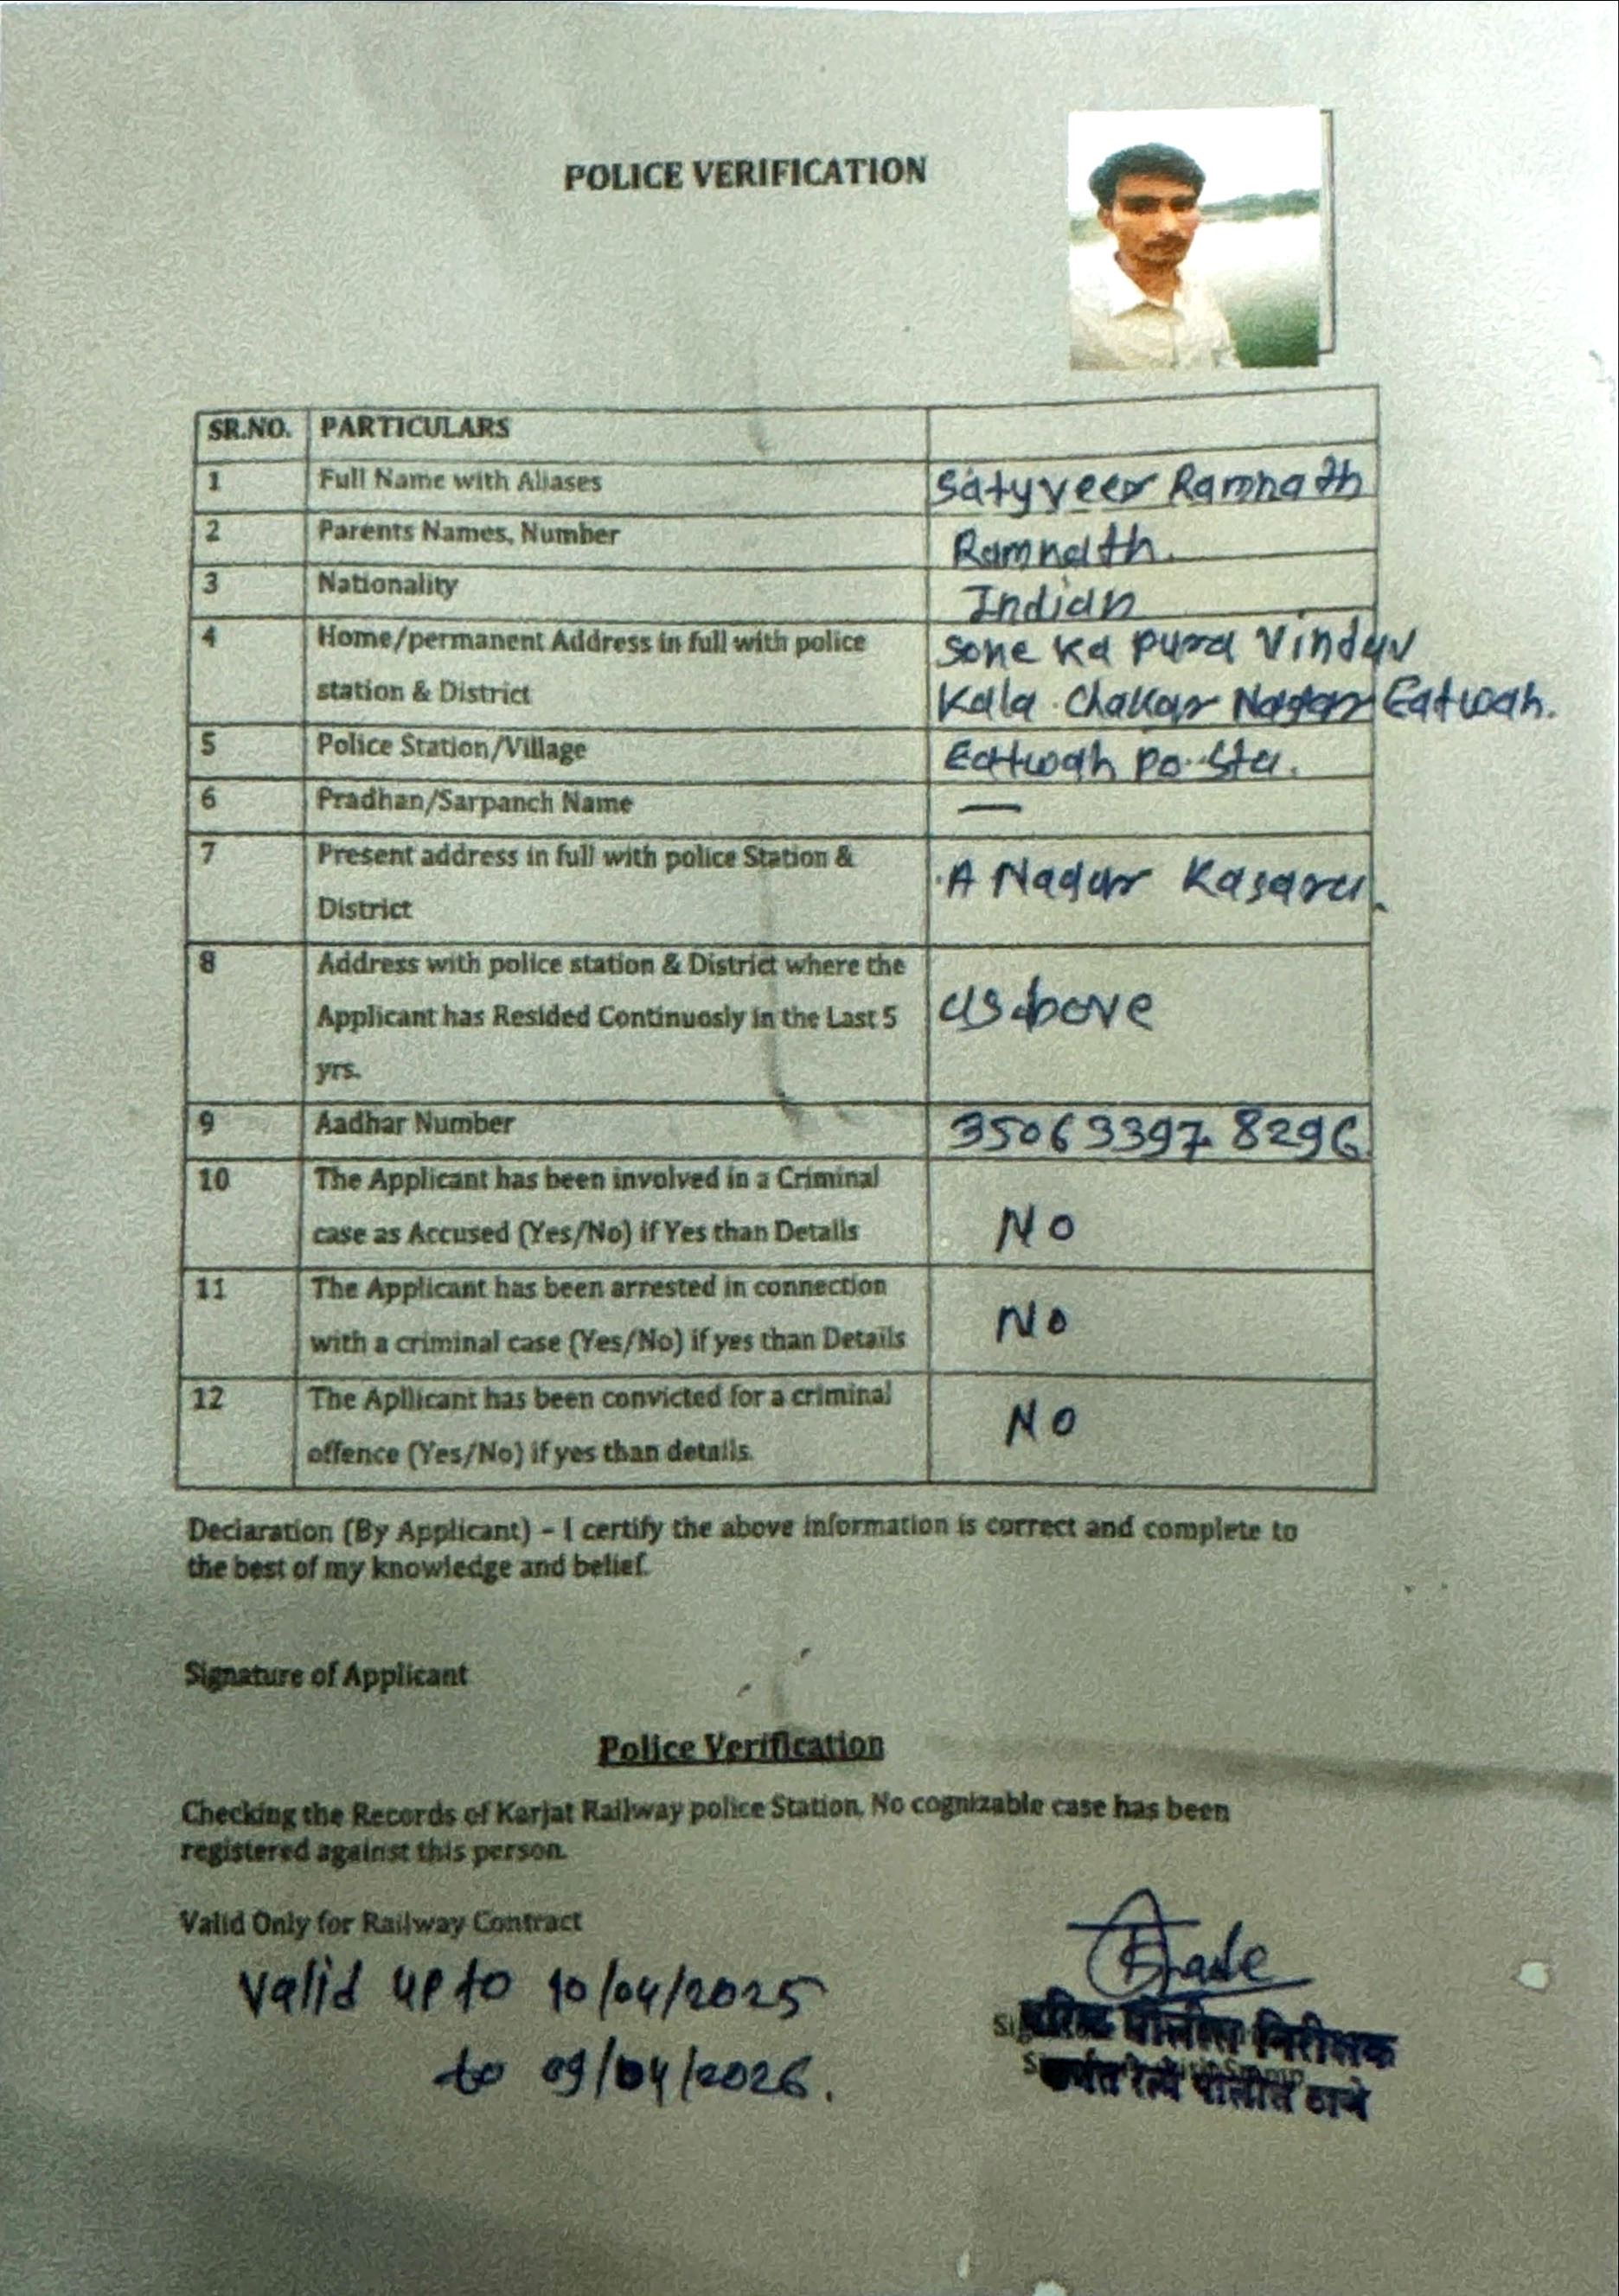 POLICE VERIFICATION
SR.NO. PARTICULARS
1 Full Name with Aliases Satyveer Ramnath
2 Parents Names, Number Ramnath.
3 Nationality Indian
4 Home/permanent Address in full with police Sone ka pura Vindav
station & District Kala Chakar Nagar Eatwah.
5 Police Station/Village Eatwah po. Sta.
6 Pradhan/Sarpanch Name —
7 Present address in full with police Station & A Nagar Kasara.
District
8 Address with police station & District where the
Applicant has Resided Continuosly in the Last 5 as above
yrs.
9 Aadhar Number 3506 3397 8296
10 The Applicant has been involved in a Criminal
case as Accused (Yes/No) if Yes than Details No
11 The Applicant has been arrested in connection
with a criminal case (Yes/No) if yes than Details No
12 The Apllicant has been convicted for a criminal No
offence (Yes/No) if yes than details.
Declaration (By Applicant) – I certify the above information is correct and complete to
the best of my knowledge and belief.
Signature of Applicant
Police Verification
Checking the Records of Karjat Railway police Station, No cognizable case has been
registered against this person.
Valid Only for Railway Contract
valid up to 10/04/2025
to 09/04/2026.
वरिष्ठ पोलीस निरीक्षक
कर्जत रेल्वे पोलीस ठाणे